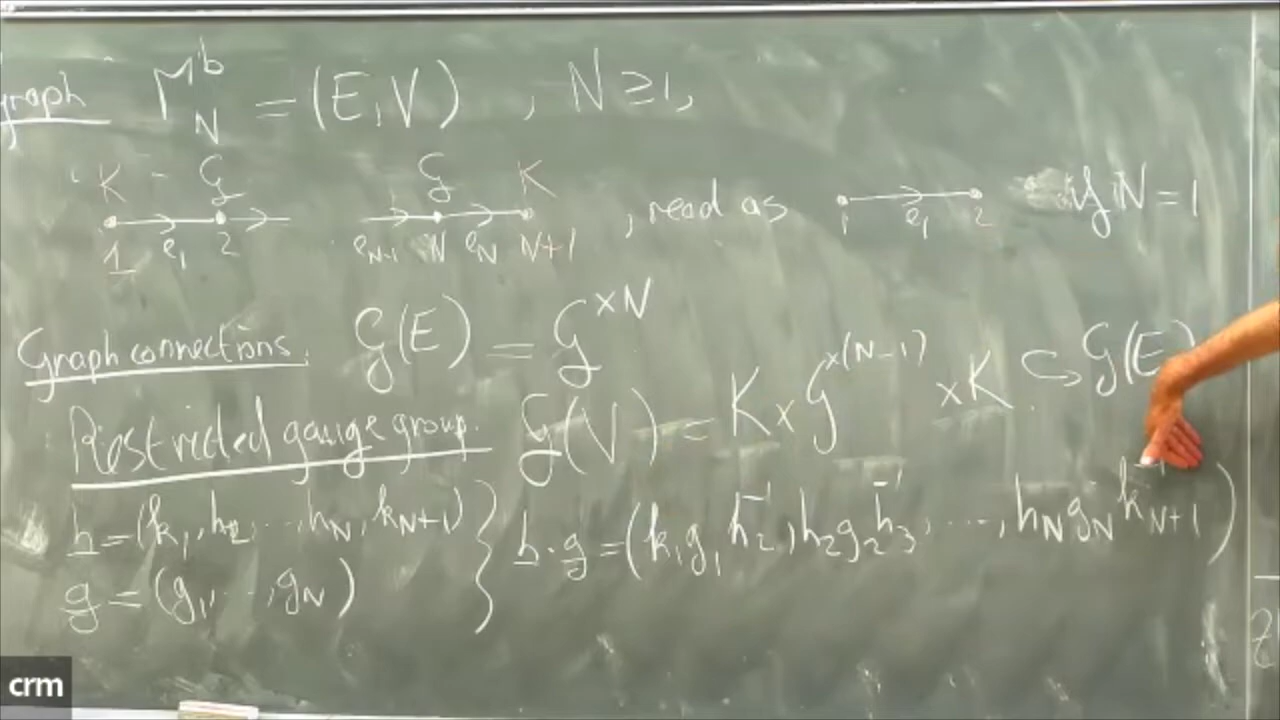 graph Γ^b_N = (E,V) , N ≥ 1,
K G G K
1 e_1 2 e_{N-1} N e_N N+1 , read as 1 e_1 2 if N = 1
Graph connections. G(E) = G^{×N}
Restricted gauge group. G(V) = K × G^{×(N-1)} × K ⊂ G(E)
h = (k_1, h_2, ..., h_N, k_{N+1}) } h · g = (k_1 g_1 h_2^{-1}, h_2 g_2 h_3^{-1}, ..., h_N g_N k_{N+1}^{-1})
g = (g_1, ..., g_N)
crm